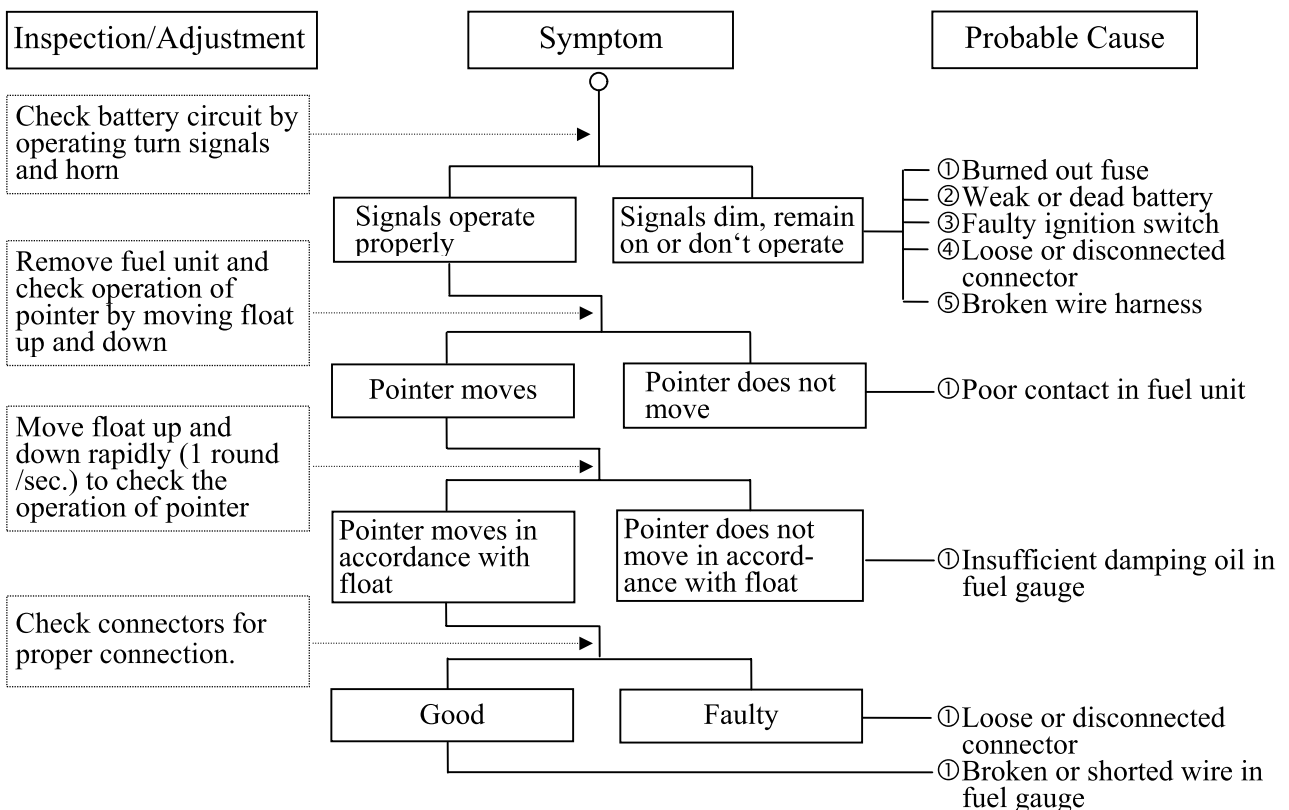 Inspection/Adjustment
Symptom
Probable Cause
Check battery circuit by
operating turn signals
and horn
Signals operate
properly
Signals dim, remain
on or don‘t operate
①Burned out fuse
②Weak or dead battery
③Faulty ignition switch
④Loose or disconnected
connector
⑤Broken wire harness
Remove fuel unit and
check operation of
pointer by moving float
up and down
Pointer moves
Pointer does not
move
①Poor contact in fuel unit
Move float up and
down rapidly (1 round
/sec.) to check the
operation of pointer
Pointer moves in
accordance with
float
Pointer does not
move in accord-
ance with float
①Insufficient damping oil in
fuel gauge
Check connectors for
proper connection.
Good
Faulty
①Loose or disconnected
connector
①Broken or shorted wire in
fuel gauge